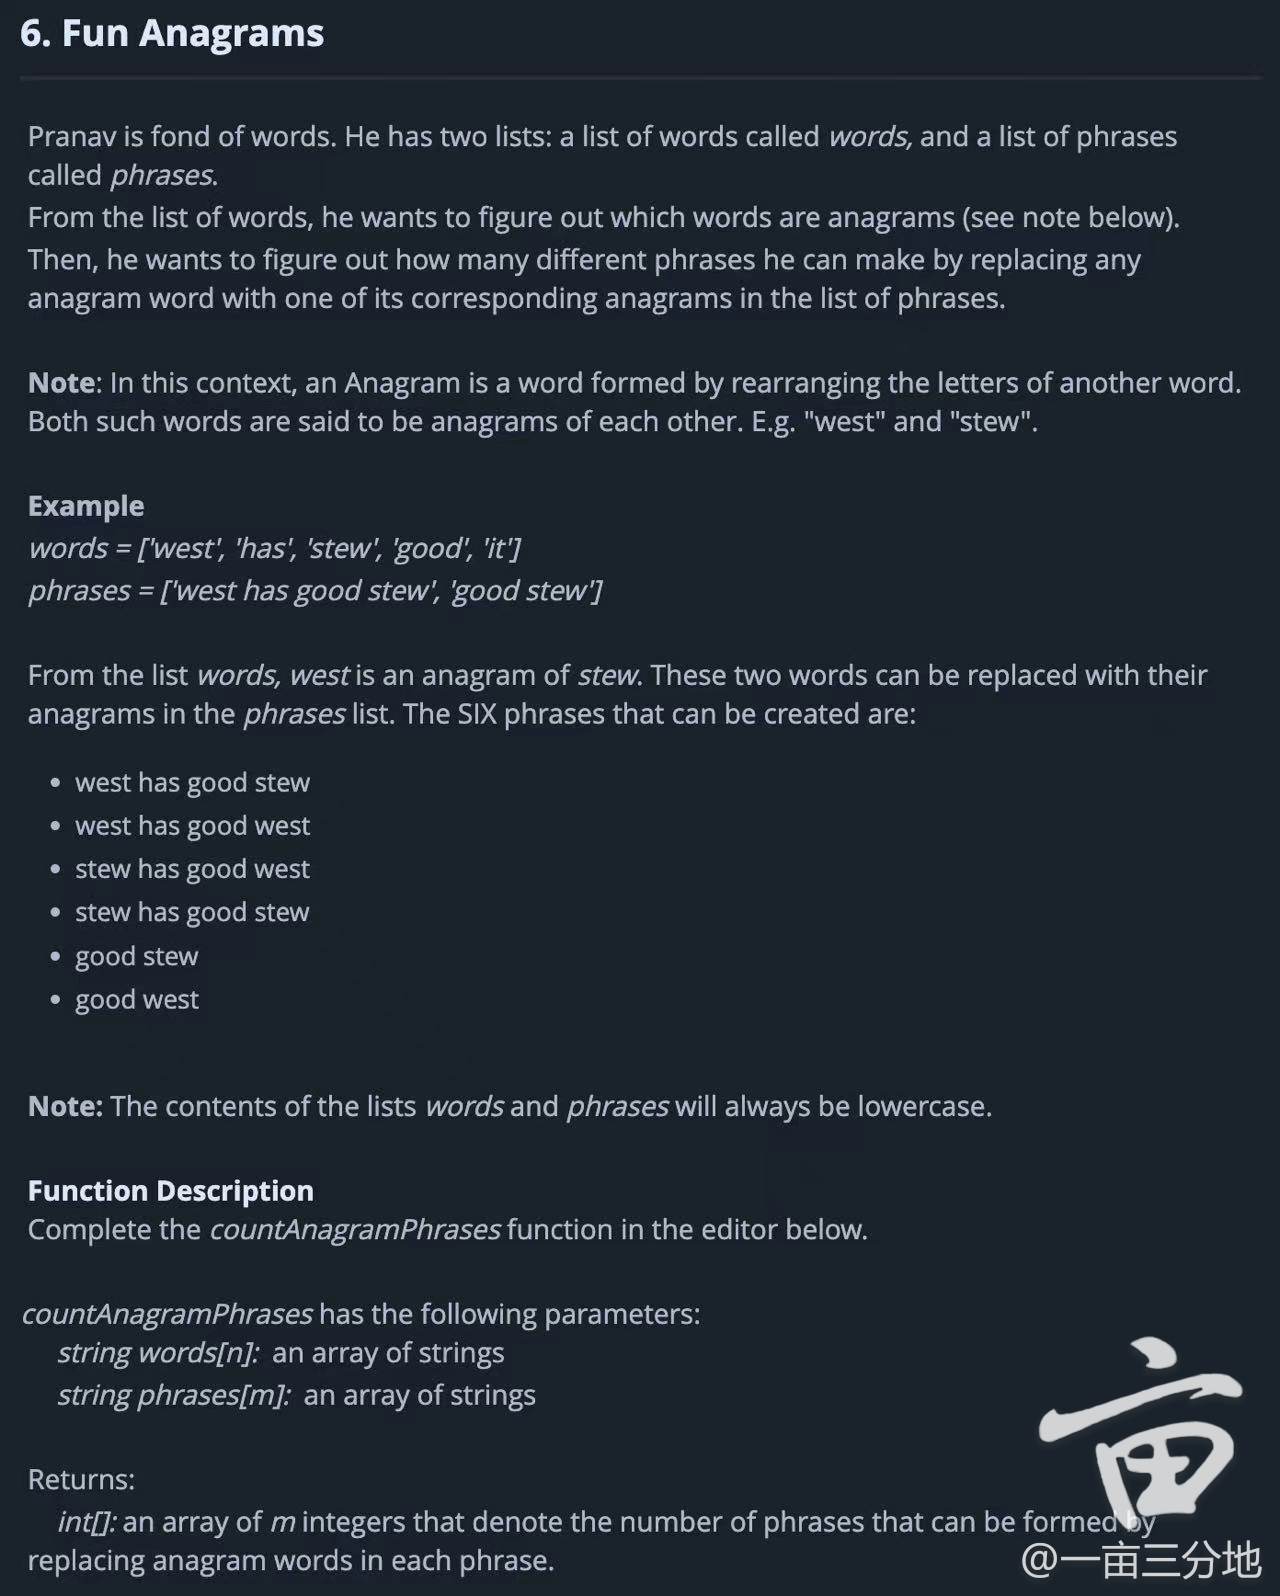 6. Fun Anagrams
Pranav is fond of words. He has two lists: a list of words called words, and a list of phrases
called phrases.
From the list of words, he wants to figure out which words are anagrams (see note below).
Then, he wants to figure out how many different phrases he can make by replacing any
anagram word with one of its corresponding anagrams in the list of phrases.
Note: In this context, an Anagram is a word formed by rearranging the letters of another word.
Both such words are said to be anagrams of each other. E.g. "west" and "stew".
Example
words = ['west', 'has', 'stew', 'good', 'it']
phrases = ['west has good stew', 'good stew']
From the list words, west is an anagram of stew. These two words can be replaced with their
anagrams in the phrases list. The SIX phrases that can be created are:
• west has good stew
• west has good west
• stew has good west
• stew has good stew
• good stew
• good west
Note: The contents of the lists words and phrases will always be lowercase.
Function Description
Complete the countAnagramPhrases function in the editor below.
countAnagramPhrases has the following parameters:
string words[n]: an array of strings
string phrases[m]: an array of strings
Returns:
int[]: an array of m integers that denote the number of phrases that can be formed by
replacing anagram words in each phrase.
亩
@一亩三分地